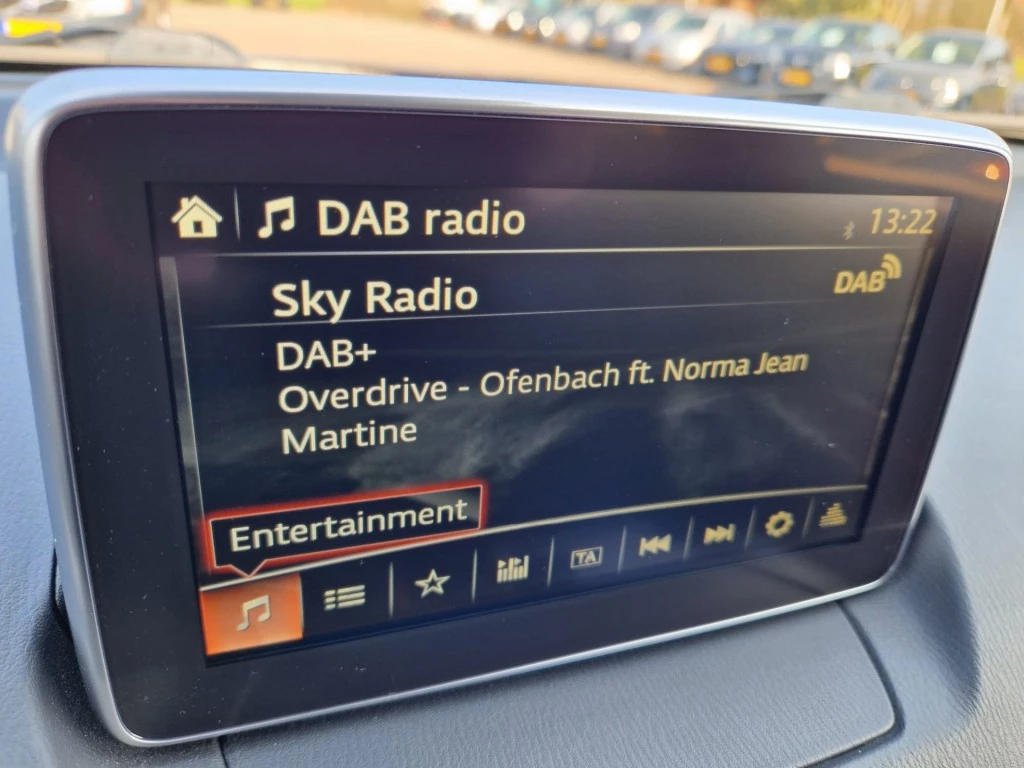 DAB radio
13:22
Sky Radio
DAB
DAB+
Overdrive - Ofenbach ft. Norma Jean
Martine
Entertainment
TA